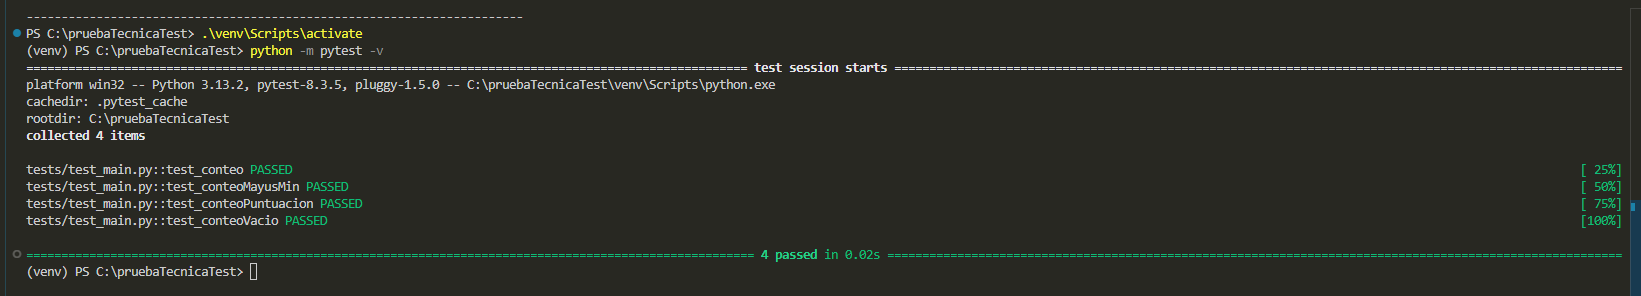 -----------------------------------------------------------------------
PS C:\pruebaTecnicaTest> .\venv\Scripts\activate
(venv) PS C:\pruebaTecnicaTest> python -m pytest -v
======================================================================================================= test session starts ========================================================================================================
platform win32 -- Python 3.13.2, pytest-8.3.5, pluggy-1.5.0 -- C:\pruebaTecnicaTest\venv\Scripts\python.exe
cachedir: .pytest_cache
rootdir: C:\pruebaTecnicaTest
collected 4 items
tests/test_main.py::test_conteo PASSED [ 25%]
tests/test_main.py::test_conteoMayusMin PASSED [ 50%]
tests/test_main.py::test_conteoPuntuacion PASSED [ 75%]
tests/test_main.py::test_conteoVacio PASSED [100%]
======================================================================================================== 4 passed in 0.02s =========================================================================================================
(venv) PS C:\pruebaTecnicaTest>